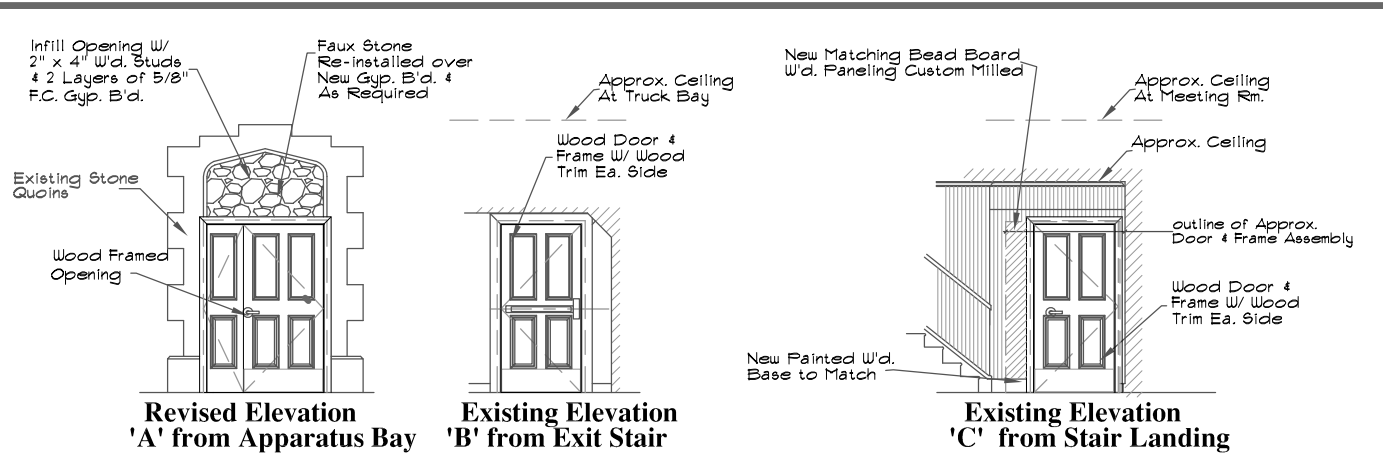 Infill Opening W/
2" x 4" W'd. Studs
& 2 Layers of 5/8"
F.C. Gyp. B'd.
Faux Stone
Re-installed over
New Gyp. B'd. &
As Required
Existing Stone
Quoins
Wood Framed
Opening
Revised Elevation
'A' from Apparatus Bay
Approx. Ceiling
At Truck Bay
Wood Door &
Frame W/ Wood
Trim Ea. Side
Existing Elevation
'B' from Exit Stair
New Matching Bead Board
W'd. Paneling Custom Milled
Approx. Ceiling
At Meeting Rm.
Approx. Ceiling
outline of Approx.
Door & Frame Assembly
Wood Door &
Frame W/ Wood
Trim Ea. Side
New Painted W'd.
Base to Match
Existing Elevation
'C' from Stair Landing